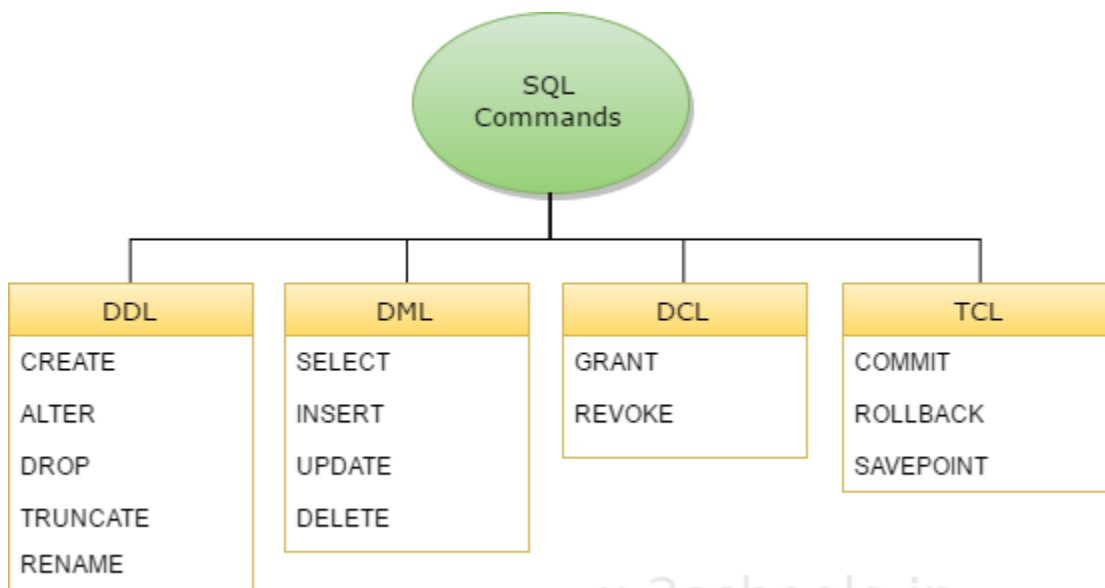 SQL
Commands
DDL
CREATE
ALTER
DROP
TRUNCATE
RENAME
DML
SELECT
INSERT
UPDATE
DELETE
DCL
GRANT
REVOKE
TCL
COMMIT
ROLLBACK
SAVEPOINT